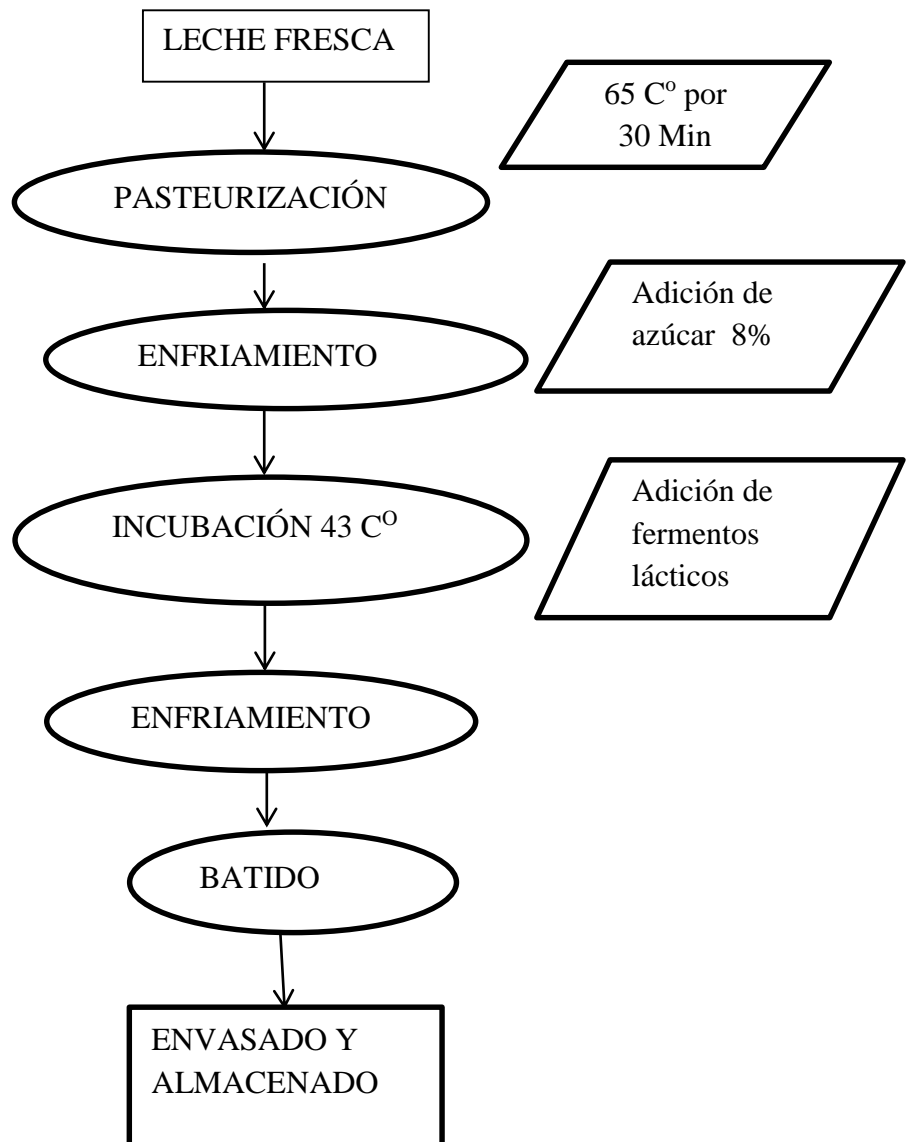 LECHE FRESCA
65 Cº por
30 Min
PASTEURIZACIÓN
Adición de
azúcar 8%
ENFRIAMIENTO
Adición de
fermentos
lácticos
INCUBACIÓN 43 Cᴼ
ENFRIAMIENTO
BATIDO
ENVASADO Y
ALMACENADO